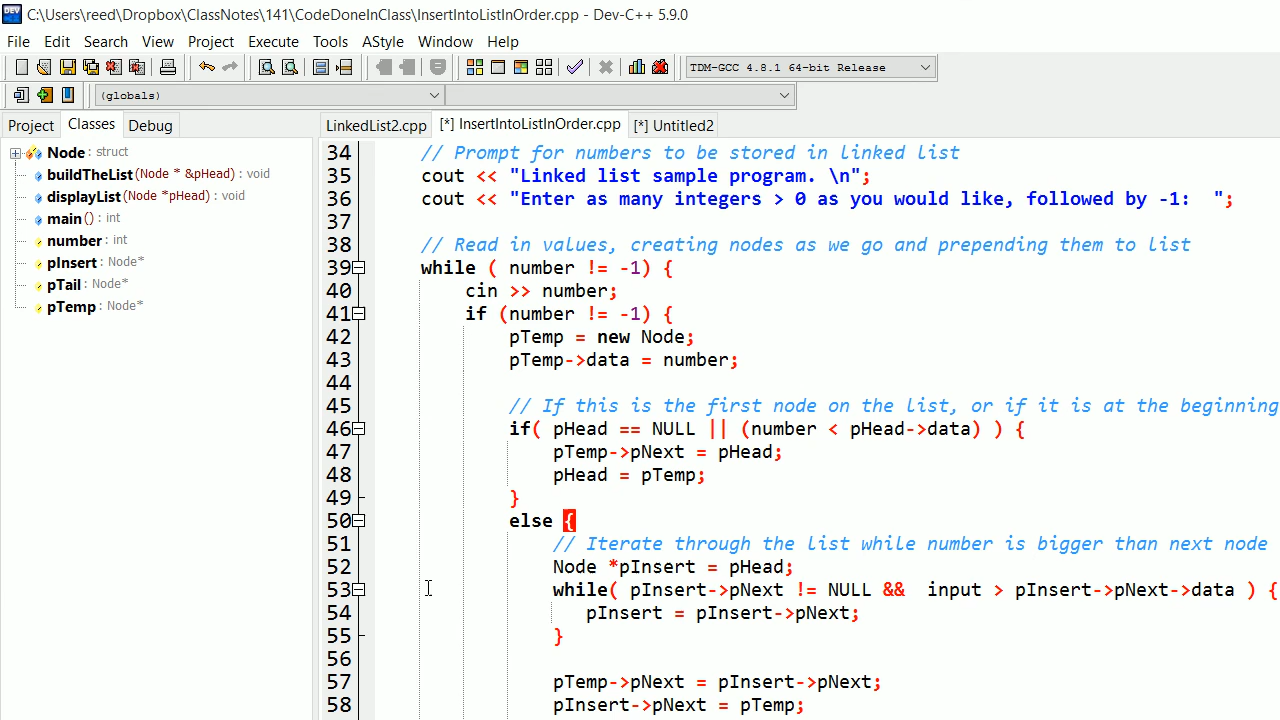 C:\Users\reed\Dropbox\ClassNotes\141\CodeDoneInClass\InsertIntoListInOrder.cpp - Dev-C++ 5.9.0
File Edit Search View Project Execute Tools AStyle Window Help
TDM-GCC 4.8.1 64-bit Release
(globals)
Project Classes Debug
LinkedList2.cpp [*] InsertIntoListInOrder.cpp [*] Untitled2
Node : struct
buildTheList (Node * &pHead) : void
displayList (Node *pHead) : void
main () : int
number : int
pInsert : Node*
pTail : Node*
pTemp : Node*
34 // Prompt for numbers to be stored in linked list
35 cout << "Linked list sample program. \n";
36 cout << "Enter as many integers > 0 as you would like, followed by -1:  ";
37
38 // Read in values, creating nodes as we go and prepending them to list
39 while ( number != -1) {
40 cin >> number;
41 if (number != -1) {
42 pTemp = new Node;
43 pTemp->data = number;
44
45 // If this is the first node on the list, or if it is at the beginning
46 if( pHead == NULL || (number < pHead->data) ) {
47 pTemp->pNext = pHead;
48 pHead = pTemp;
49 }
50 else {
51 // Iterate through the list while number is bigger than next node
52 Node *pInsert = pHead;
53 while( pInsert->pNext != NULL &&  input > pInsert->pNext->data ) {
54 pInsert = pInsert->pNext;
55 }
56
57 pTemp->pNext = pInsert->pNext;
58 pInsert->pNext = pTemp;